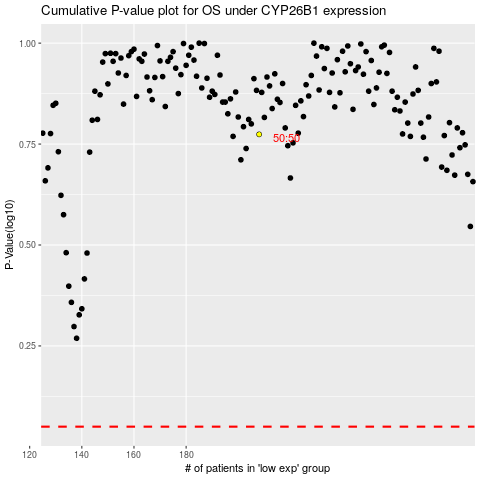 Cumulative P-value plot for OS under CYP26B1 expression
1.00
0.75
0.50
0.25
P-Value(log10)
50:50
120 140 160 180
# of patients in 'low exp' group